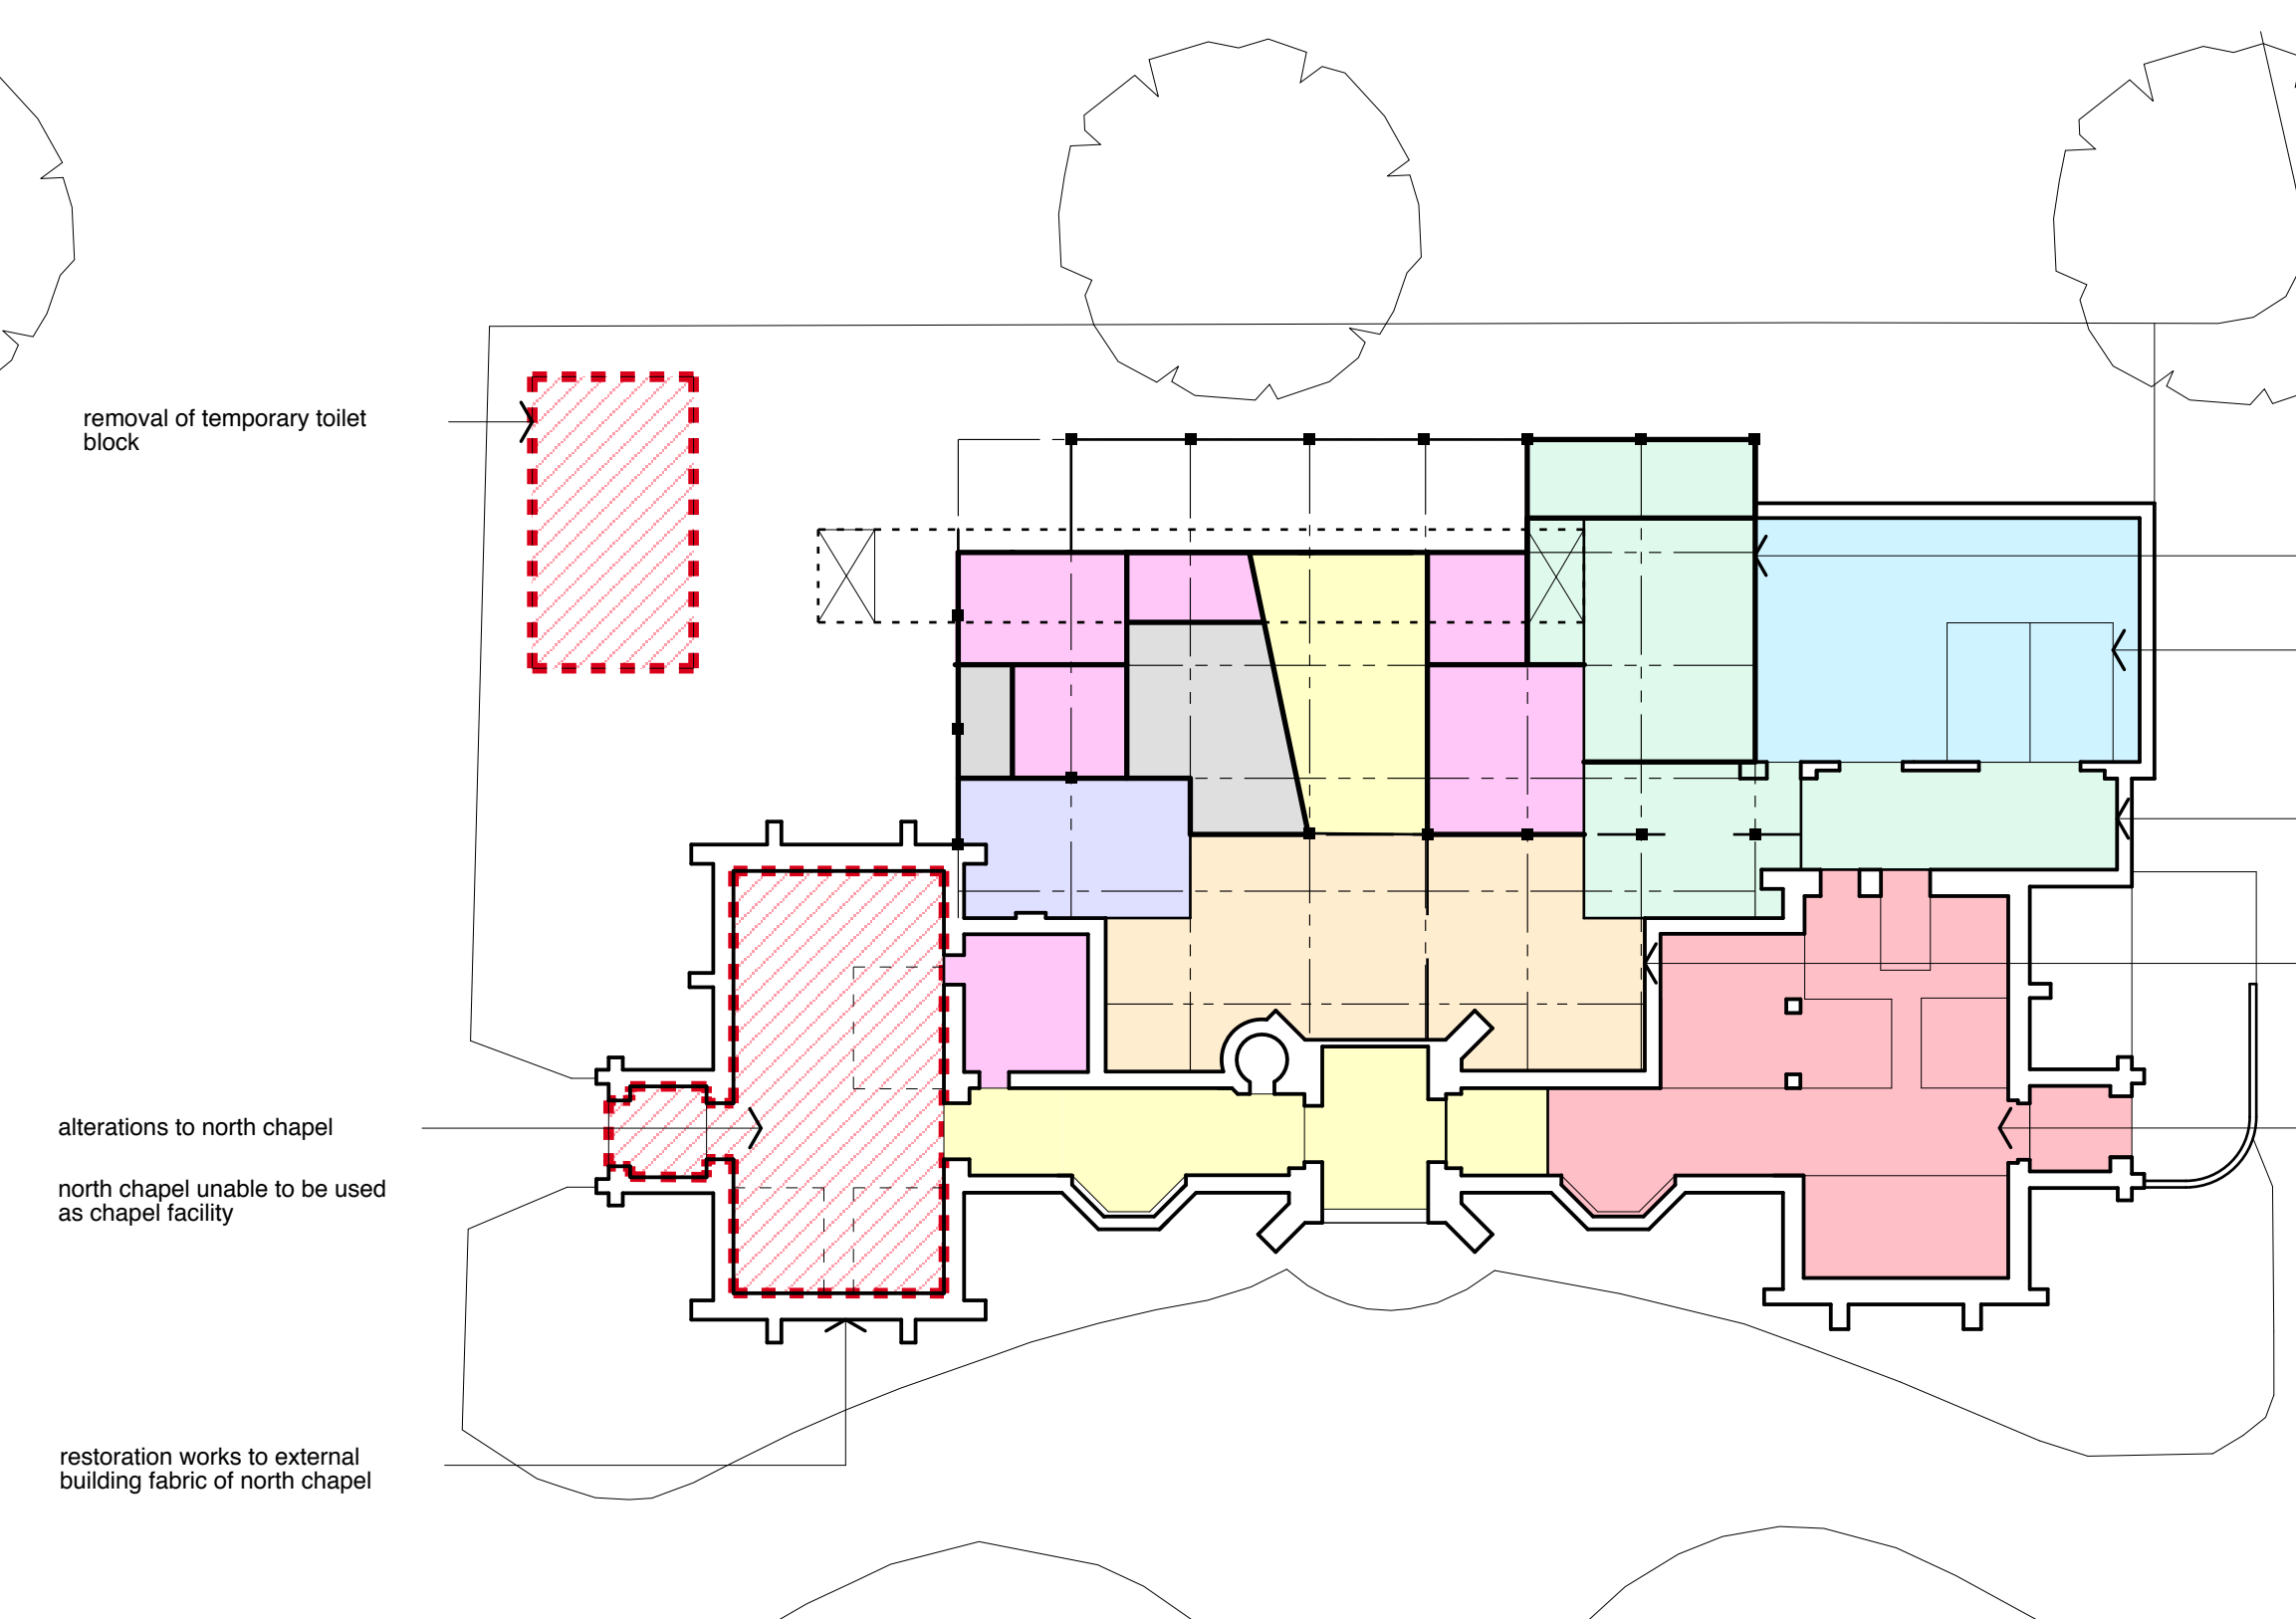 removal of temporary toilet
block
alterations to north chapel
north chapel unable to be used
as chapel facility
restoration works to external
building fabric of north chapel